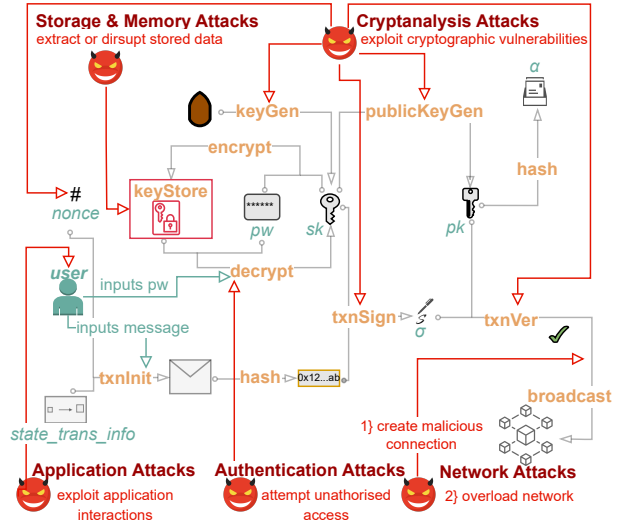 Storage & Memory Attacks
extract or dirsupt stored data
Cryptanalysis Attacks
exploit cryptographic vulnerabilities
α
keyGen
publicKeyGen
encrypt
hash
#
nonce
keyStore
******
pw
sk
pk
user
inputs pw
decrypt
inputs message
txnSign
σ
txnVer
txnInit
hash
0x12...ab
broadcast
state_trans_info
1} create malicious
connection
Application Attacks
exploit application
interactions
Authentication Attacks
attempt unathorised
access
Network Attacks
2} overload network